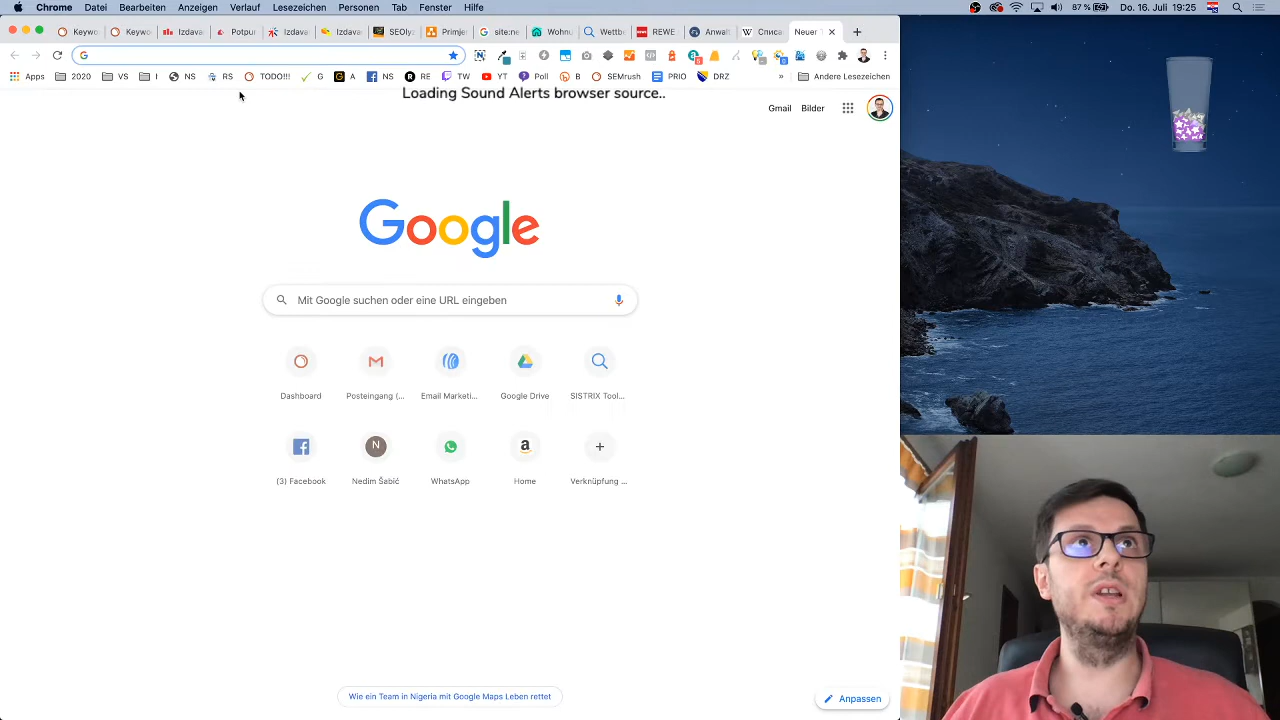 Chrome Datei Bearbeiten Anzeigen Verlauf Lesezeichen Personen Tab Fenster Hilfe 87 % Do. 16. Juli 19:25
Keywo Keywo Izdava Potpu Izdava Izdava SEOlyz Primje site:ne Wohnu Wettbe REWE Anwalt Списа Neuer T
Apps 2020 VS I NS RS TODO!!! G A NS RE TW YT Poll B SEmrush PRIO DRZ » Andere Lesezeichen
Loading Sound Alerts browser source..
Gmail Bilder
Google
Mit Google suchen oder eine URL eingeben
Dashboard Posteingang (... Email Marketi... Google Drive SISTRIX Tool...
N
(3) Facebook Nedim Šabić WhatsApp Home Verknüpfung ...
Wie ein Team in Nigeria mit Google Maps Leben rettet
Anpassen